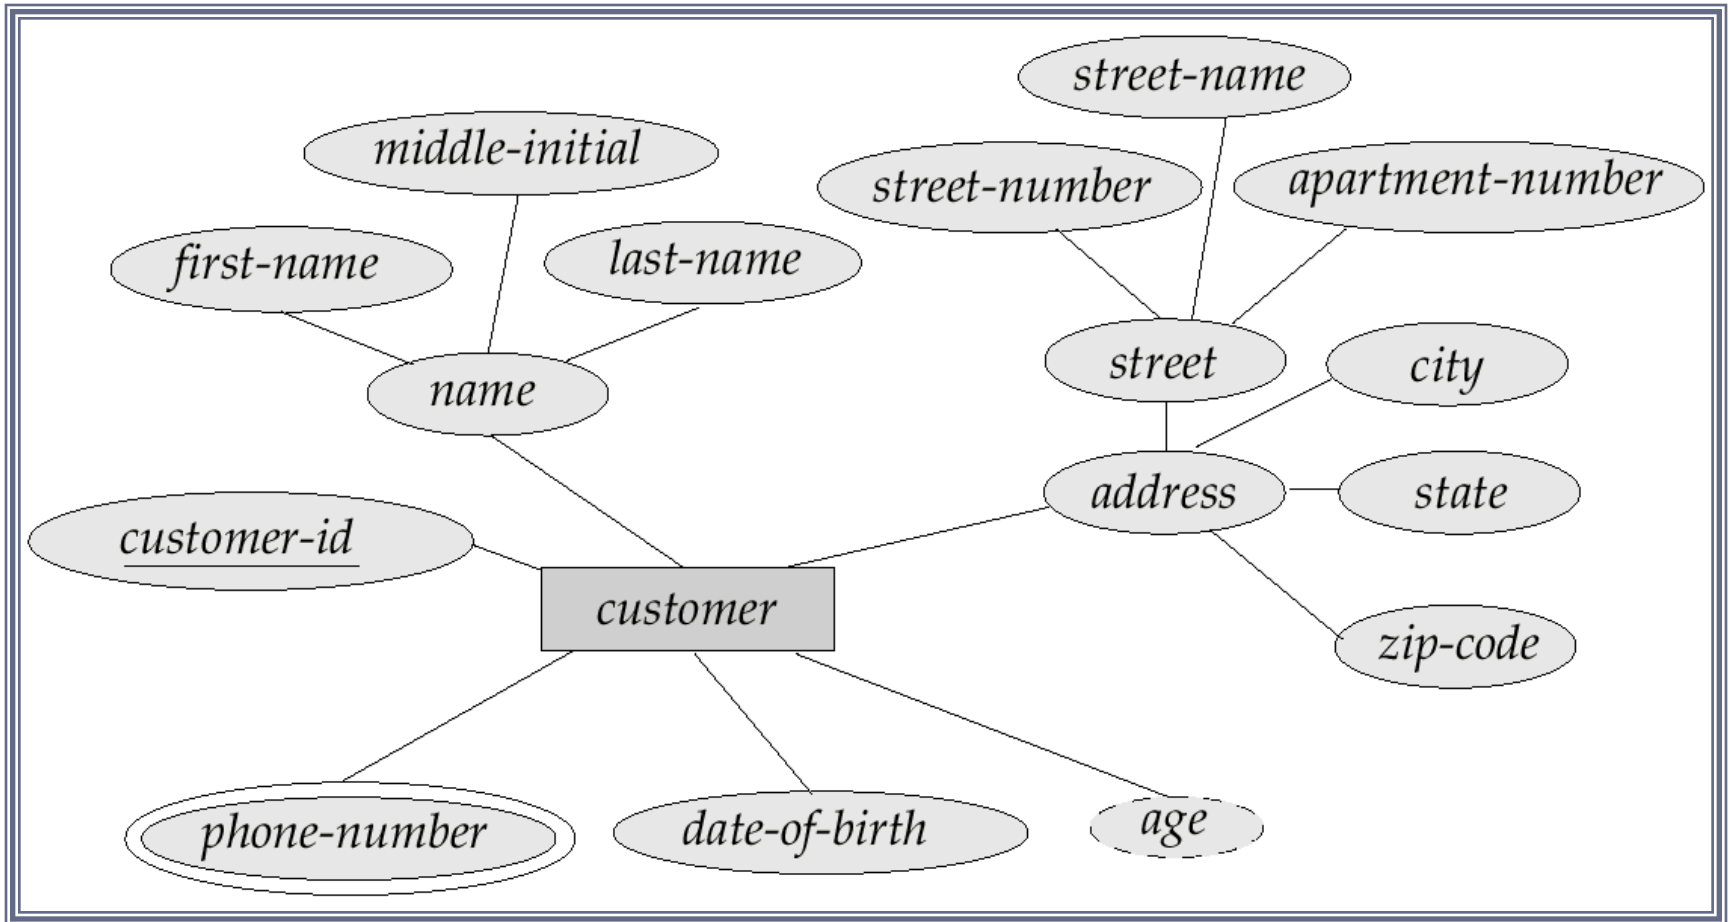 street-name
middle-initial
street-number
apartment-number
first-name
last-name
street
city
name
address
state
customer-id
customer
zip-code
phone-number
date-of-birth
age